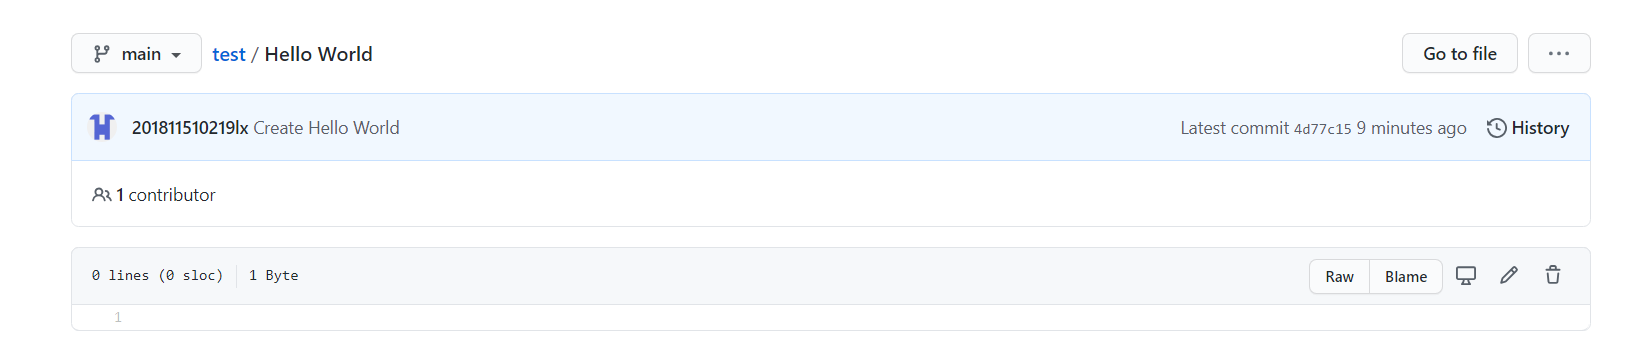 main test / Hello World Go to file ...
201811510219lx Create Hello World Latest commit 4d77c15 9 minutes ago History
1 contributor
0 lines (0 sloc) 1 Byte Raw Blame
1